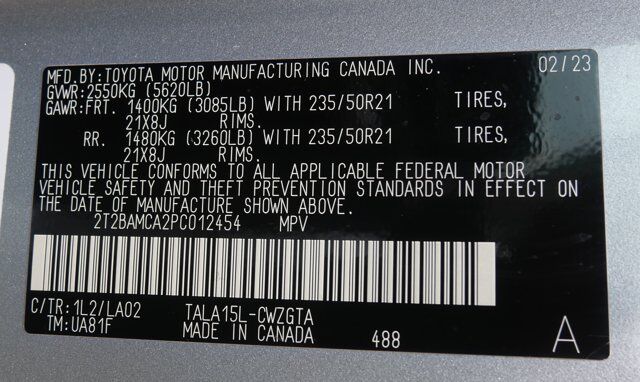 MFD.BY:TOYOTA MOTOR MANUFACTURING CANADA INC. 02/23
GVWR:2550KG (5620LB)
GAWR:FRT. 1400KG (3085LB) WITH 235/50R21 TIRES,
21X8J RIMS.
RR. 1480KG (3260LB) WITH 235/50R21 TIRES,
21X8J RIMS.
THIS VEHICLE CONFORMS TO ALL APPLICABLE FEDERAL MOTOR
VEHICLE SAFETY AND THEFT PREVENTION STANDARDS IN EFFECT ON
THE DATE OF MANUFACTURE SHOWN ABOVE.
2T2BAMCA2PC012454 MPV
C/TR:1L2/LA02 TALA15L-CWZGTA
TM:UA81F MADE IN CANADA 488 A